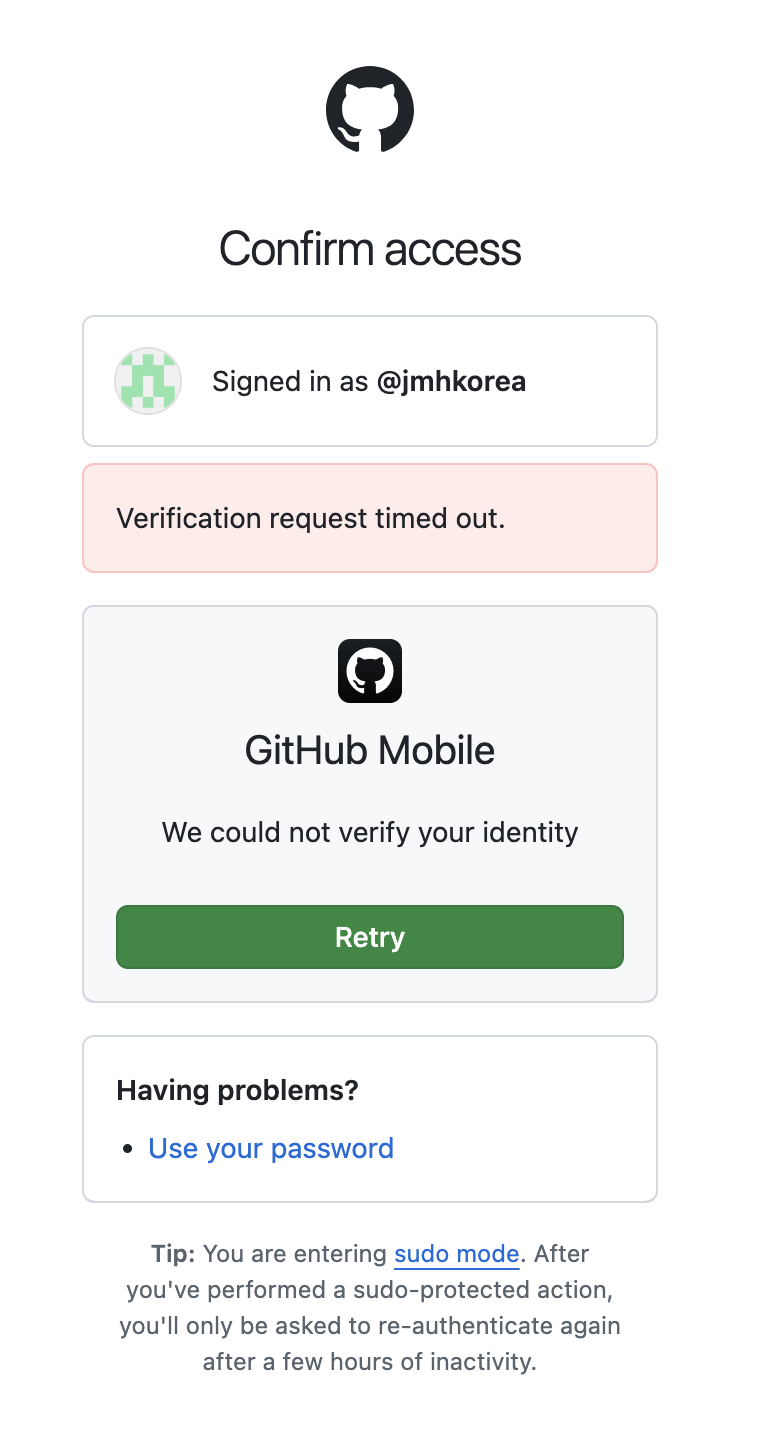 Confirm access
Signed in as @jmhkorea
Verification request timed out.
GitHub Mobile
We could not verify your identity
Retry
Having problems?
• Use your password
Tip: You are entering sudo mode. After
you've performed a sudo-protected action,
you'll only be asked to re-authenticate again
after a few hours of inactivity.